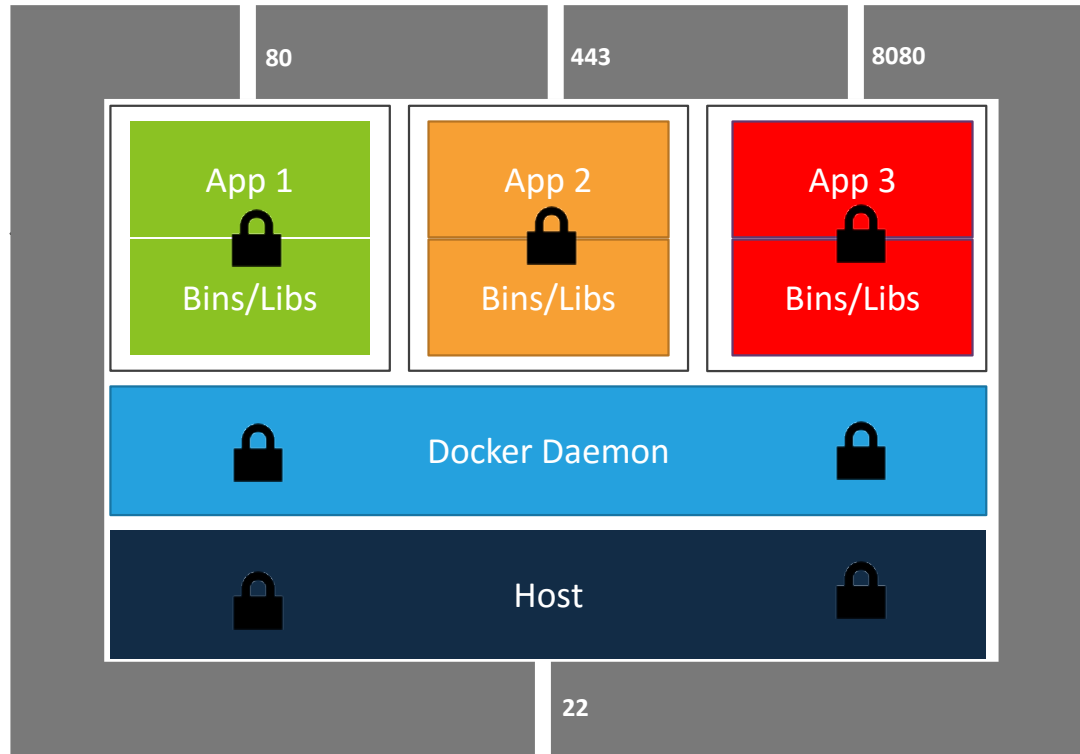 80
443
8080
App 1
App 2
App 3
Bins/Libs
Bins/Libs
Bins/Libs
Docker Daemon
Host
22